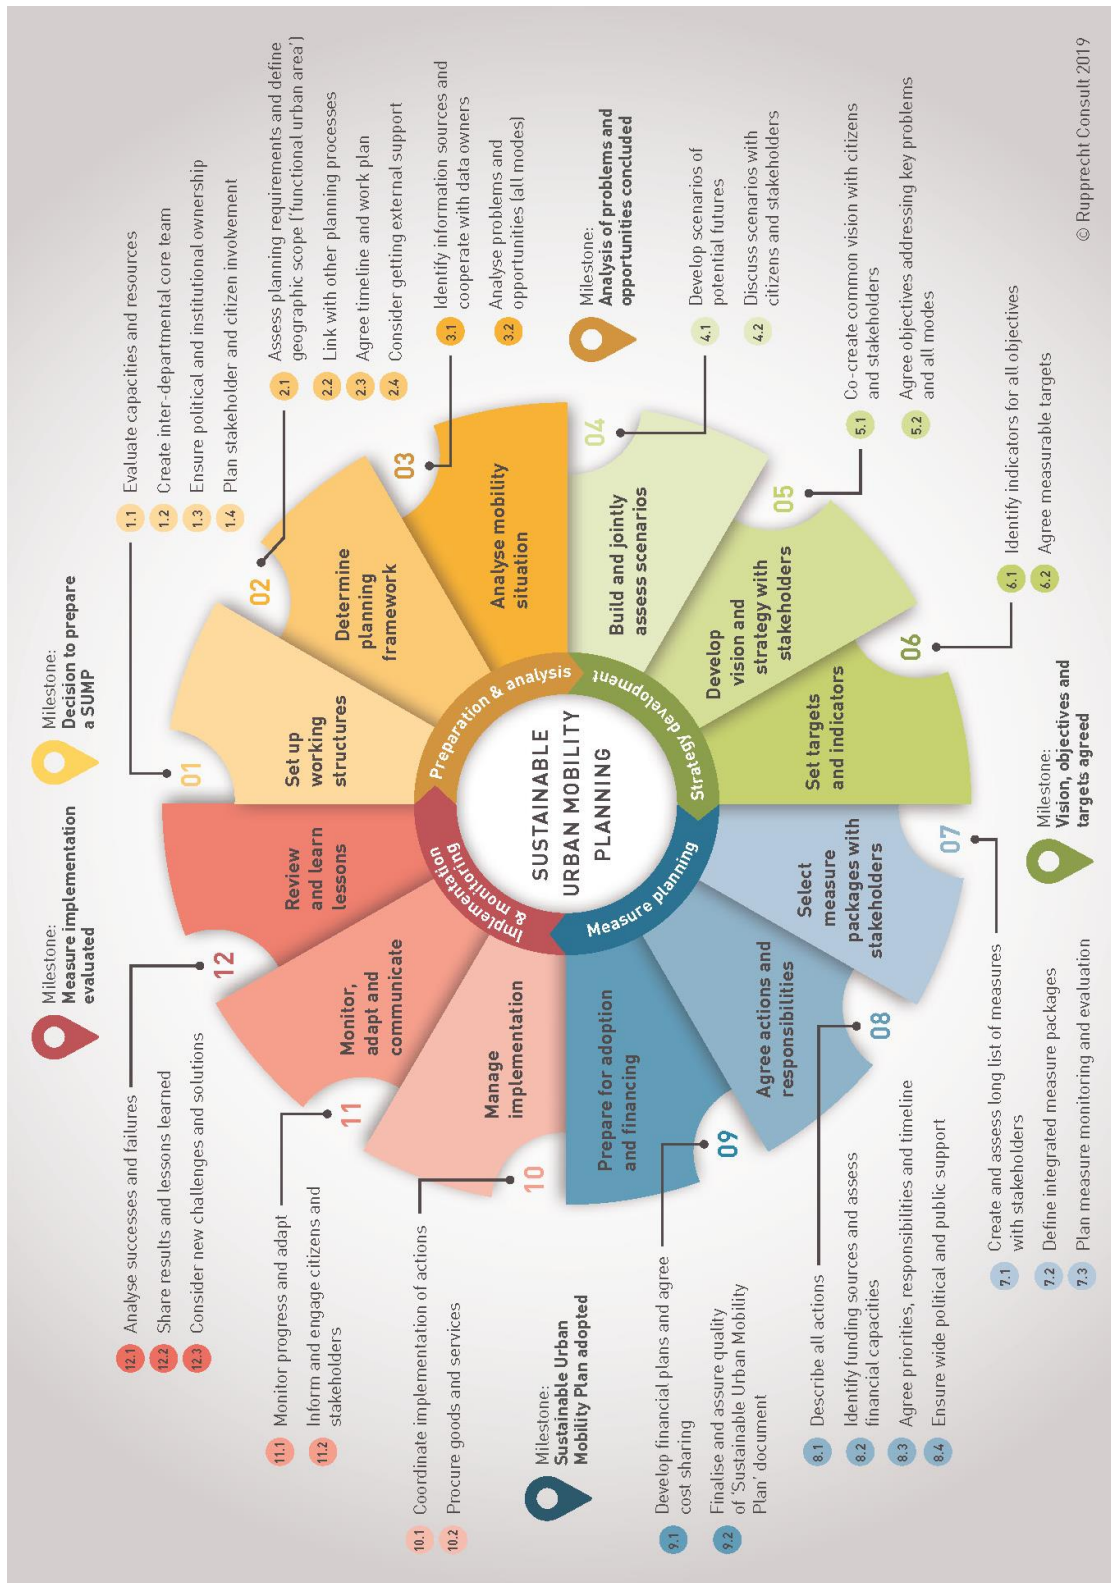 Milestone:
Measure implementation
evaluated
Milestone:
Decision to prepare
a SUMP
12.1 Analyse successes and failures
12.2 Share results and lessons learned
12.3 Consider new challenges and solutions
1.1 Evaluate capacities and resources
1.2 Create inter-departmental core team
1.3 Ensure political and institutional ownership
1.4 Plan stakeholder and citizen involvement
11.1 Monitor progress and adapt
11.2 Inform and engage citizens and
stakeholders
2.1 Assess planning requirements and define
geographic scope (‘functional urban area’)
2.2 Link with other planning processes
2.3 Agree timeline and work plan
2.4 Consider getting external support
10.1 Coordinate implementation of actions
10.2 Procure goods and services
3.1 Identify information sources and
cooperate with data owners
3.2 Analyse problems and
opportunities (all modes)
Milestone:
Sustainable Urban
Mobility Plan adopted
Milestone:
Analysis of problems and
opportunities concluded
9.1 Develop financial plans and agree
cost sharing
9.2 Finalise and assure quality
of ‘Sustainable Urban Mobility
Plan’ document
4.1 Develop scenarios of
potential futures
4.2 Discuss scenarios with
citizens and stakeholders
8.1 Describe all actions
8.2 Identify funding sources and assess
financial capacities
8.3 Agree priorities, responsibilities and timeline
8.4 Ensure wide political and public support
5.1 Co-create common vision with citizens
and stakeholders
5.2 Agree objectives addressing key problems
and all modes
7.1 Create and assess long list of measures
with stakeholders
7.2 Define integrated measure packages
7.3 Plan measure monitoring and evaluation
6.1 Identify indicators for all objectives
6.2 Agree measurable targets
Milestone:
Vision, objectives and
targets agreed
01
Set up
working
structures
02
Determine
planning
framework
03
Analyse mobility
situation
04
Build and jointly
assess scenarios
05
Develop
vision and
strategy with
stakeholders
06
Set targets
and indicators
07
Select
measure
packages with
stakeholders
08
Agree actions and
responsibilities
09
Prepare for adoption
and financing
10
Manage
implementation
11
Monitor,
adapt and
communicate
12
Review
and learn
lessons
Preparation & analysis
Strategy development
Measure planning
Implementation
& monitoring
SUSTAINABLE
URBAN MOBILITY
PLANNING
© Rupprecht Consult 2019